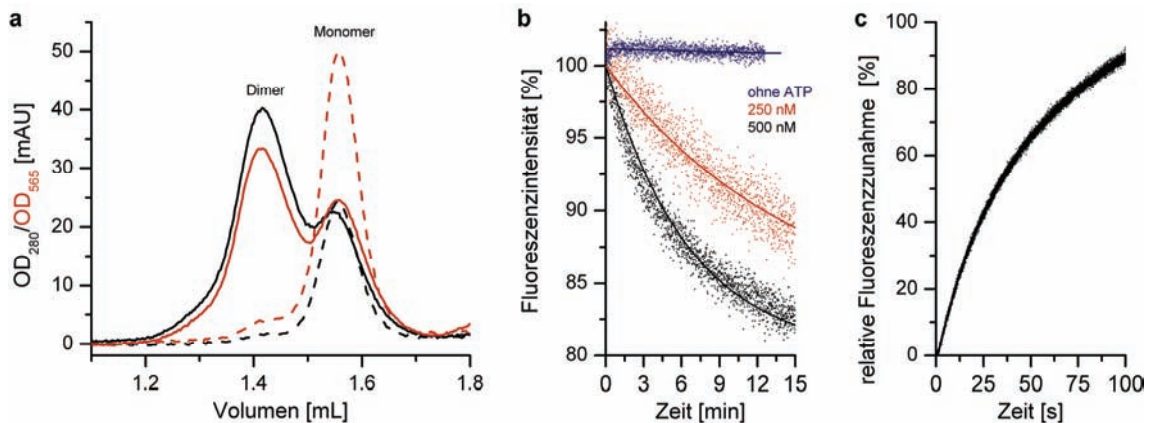 a
OD280/OD565 [mAU]
50
40
30
20
10
0
Dimer
Monomer
1.2
1.4
1.6
1.8
Volumen [mL]
b
Fluoreszenzintensität [%]
100
95
90
85
80
ohne ATP
250 nM
500 nM
0
3
6
9
12
15
Zeit [min]
c
relative Fluoreszenzzunahme [%]
100
80
60
40
20
0
0
25
50
75
100
Zeit [s]